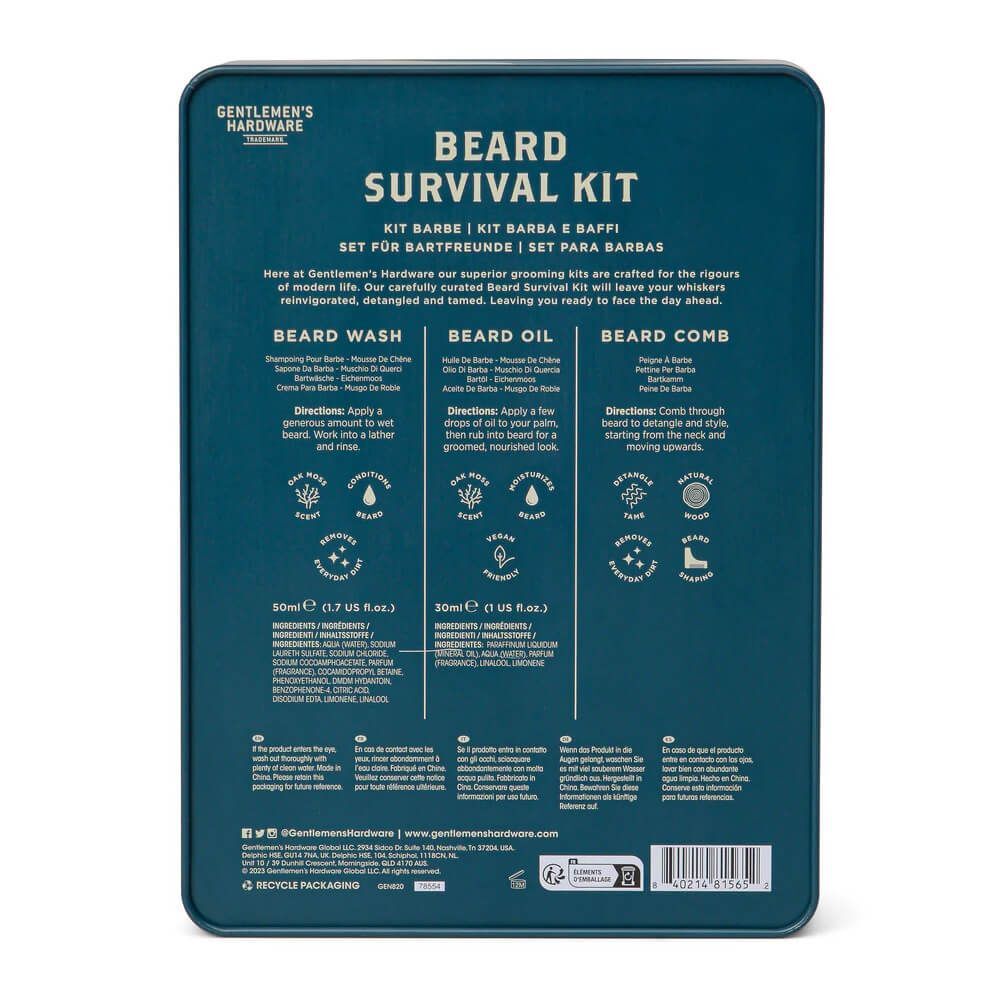 GENTLEMEN'S
HARDWARE
TRADEMARK
BEARD
SURVIVAL KIT
KIT BARBE | KIT BARBA E BAFFI
SET FÜR BARTFREUNDE | SET PARA BARBAS
Here at Gentlemen's Hardware our superior grooming kits are crafted for the rigours
of modern life. Our carefully curated Beard Survival Kit will leave your whiskers
reinvigorated, detangled and tamed. Leaving you ready to face the day ahead.
BEARD WASH
Shampoing Pour Barbe - Mousse De Chêne
Sapone Da Barba - Muschio Di Querci
Bartwäsche - Eichenmoos
Crema Para Barba - Musgo De Roble
Directions: Apply a
generous amount to wet
beard. Work into a lather
and rinse.
OAK MOSS
SCENT
CONDITIONS
BEARD
REMOVES
EVERYDAY DIRT
50ml ℮ (1.7 US fl.oz.)
INGREDIENTS / INGRÉDIENTS /
INGREDIENTI / INHALTSSTOFFE /
INGREDIENTES: AQUA (WATER), SODIUM
LAURETH SULFATE, SODIUM CHLORIDE,
SODIUM COCOAMPHOACETATE, PARFUM
(FRAGRANCE), COCAMIDOPROPYL BETAINE,
PHENOXYETHANOL, DMDM HYDANTOIN,
BENZOPHENONE-4, CITRIC ACID,
DISODIUM EDTA, LIMONENE, LINALOOL
BEARD OIL
Huile De Barbe - Mousse De Chêne
Olio Di Barba - Muschio Di Quercia
Bartöl - Eichenmoos
Aceite De Barba - Musgo De Roble
Directions: Apply a few
drops of oil to your palm,
then rub into beard for a
groomed, nourished look.
OAK MOSS
SCENT
MOISTURIZES
BEARD
VEGAN
FRIENDLY
30ml ℮ (1 US fl.oz.)
INGREDIENTS / INGRÉDIENTS /
INGREDIENTI / INHALTSSTOFFE /
INGREDIENTES: PARAFFINUM LIQUIDUM
(MINERAL OIL), AQUA (WATER), PARFUM
(FRAGRANCE), LINALOOL, LIMONENE
BEARD COMB
Peigne À Barbe
Pettine Per Barba
Bartkamm
Peine De Barba
Directions: Comb through
beard to detangle and style,
starting from the neck and
moving upwards.
DETANGLE
TAME
NATURAL
WOOD
REMOVES
EVERYDAY DIRT
BEARD
SHAPING
EN
If the product enters the eye,
wash out thoroughly with
plenty of clean water. Made in
China. Please retain this
packaging for future reference.
FR
En cas de contact avec les
yeux, rincer abondamment à
l'eau claire. Fabriqué en Chine.
Veuillez conserver cette notice
pour toute référence ultérieure.
IT
Se il prodotto entra in contatto
con gli occhi, sciacquare
abbondantemente con molta
acqua pulita. Fabbricato in
Cina. Conservare queste
informazioni per uso futuro.
DE
Wenn das Produkt in die
Augen gelangt, waschen Sie
es mit viel sauberem Wasser
gründlich aus. Hergestellt in
China. Bewahren Sie diese
Informationen als künftige
Referenz auf.
ES
En caso de que el producto
entre en contacto con los ojos,
lavar bien con abundante
agua limpia. Hecho en China.
Conserve esta información
para futuras referencias.
@GentlemensHardware | www.gentlemenshardware.com
Gentlemen's Hardware Global LLC. 2934 Sidco Dr. Suite 140, Nashville, Tn 37204. USA.
Delphic HSE, GU14 7NA, UK. Delphic HSE, 104, Schiphol, 1118CN, NL.
Unit 10 / 39 Dunhill Crescent, Morningside, QLD 4170 AUS.
© 2023 Gentlemen's Hardware Global LLC. All rights reserved.
RECYCLE PACKAGING
GEN820
78554
12M
FR
ÉLÉMENTS
D'EMBALLAGE
8 40214 81565 2